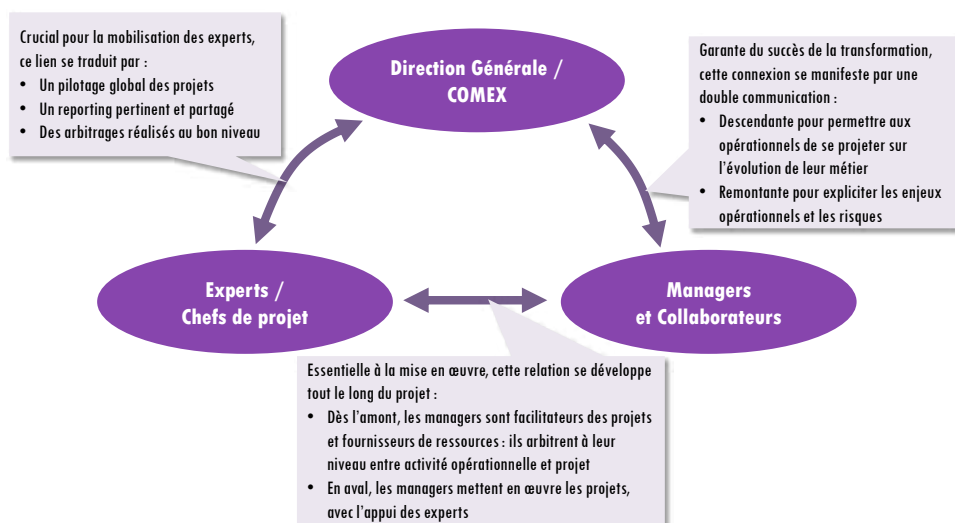 Crucial pour la mobilisation des experts,
ce lien se traduit par :
• Un pilotage global des projets
• Un reporting pertinent et partagé
• Des arbitrages réalisés au bon niveau
Direction Générale /
COMEX
Garante du succès de la transformation,
cette connexion se manifeste par une
double communication :
• Descendante pour permettre aux
opérationnels de se projeter sur
l'évolution de leur métier
• Remontante pour expliciter les enjeux
opérationnels et les risques
Experts /
Chefs de projet
Managers
et Collaborateurs
Essentielle à la mise en œuvre, cette relation se développe
tout le long du projet :
• Dès l'amont, les managers sont facilitateurs des projets
et fournisseurs de ressources : ils arbitrent à leur
niveau entre activité opérationnelle et projet
• En aval, les managers mettent en œuvre les projets,
avec l'appui des experts